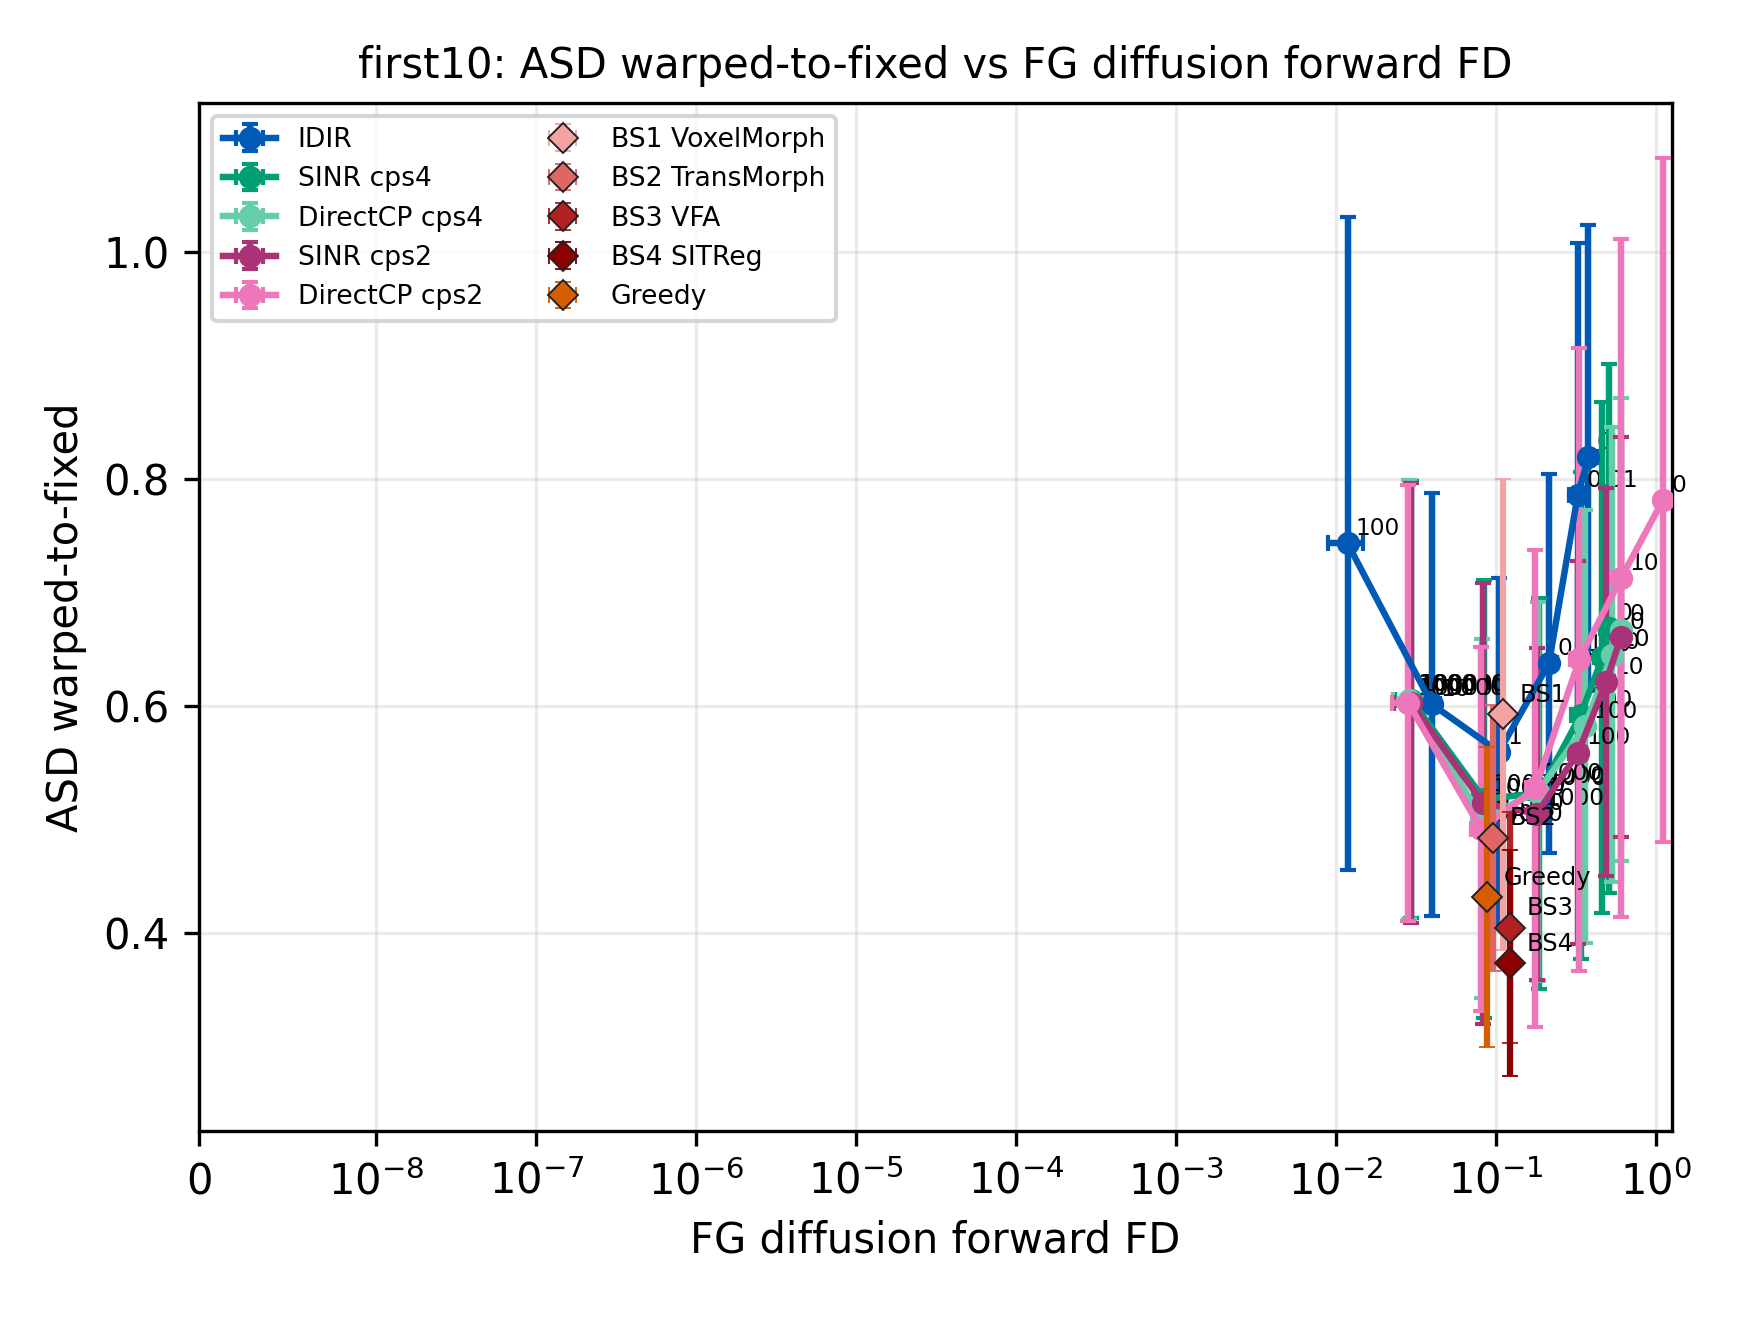 first10: ASD warped-to-fixed vs FG diffusion forward FD
IDIR
SINR cps4
DirectCP cps4
SINR cps2
DirectCP cps2
BS1 VoxelMorph
BS2 TransMorph
BS3 VFA
BS4 SITReg
Greedy
ASD warped-to-fixed
1.0
0.8
0.6
0.4
100
0
10
BS1
1
BS2
Greedy
BS3
BS4
0
10⁻⁸
10⁻⁷
10⁻⁶
10⁻⁵
10⁻⁴
10⁻³
10⁻²
10⁻¹
10⁰
FG diffusion forward FD